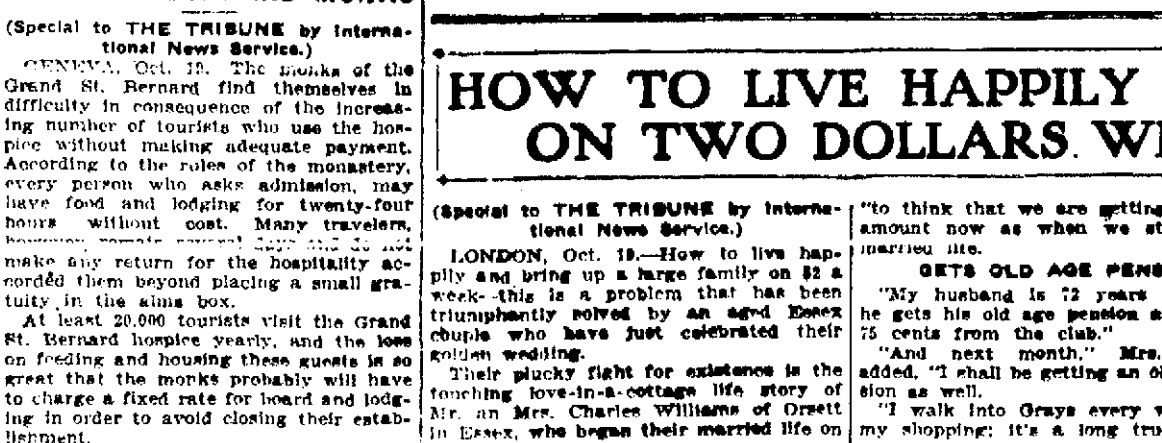 (Special to THE TRIBUNE by Interna-
tional News Service.)
GENEVA, Oct. 19. The monks of the
Grand St. Bernard find themselves in
difficulty in consequence of the increas-
ing number of tourists who use the hos-
pice without making adequate payment.
According to the rules of the monastery,
every person who asks admission, may
have food and lodging for twenty-four
hours without cost. Many travelers,
however remain several days and do not
make any return for the hospitality ac-
corded them beyond placing a small gra-
tuity in the alms box.
At least 20,000 tourists visit the Grand
St. Bernard hospice yearly, and the loss
on feeding and housing these guests is so
great that the monks probably will have
to charge a fixed rate for board and lodg-
ing in order to avoid closing their estab-
lishment.
HOW TO LIVE HAPPILY
ON TWO DOLLARS
(Special to THE TRIBUNE by Interna-
tional News Service.)
LONDON, Oct. 19.—How to live hap-
pily and bring up a large family on $2 a
week--this is a problem that has been
triumphantly solved by an aged Essex
couple who have just celebrated their
golden wedding.
Their plucky fight for existence is the
touching love-in-a-cottage life story of
Mr. an Mrs. Charles Williams of Orsett
in Essex, who began their married life on
"to think that we are getting
amount now as when we
married life.
GETS OLD AGE
"My husband is 72 years
he gets his old age pension
75 cents from the club."
"And next month," Mrs.
added, "I shall be getting an
sion as well.
"I walk into Grays every
my shopping; it's a long